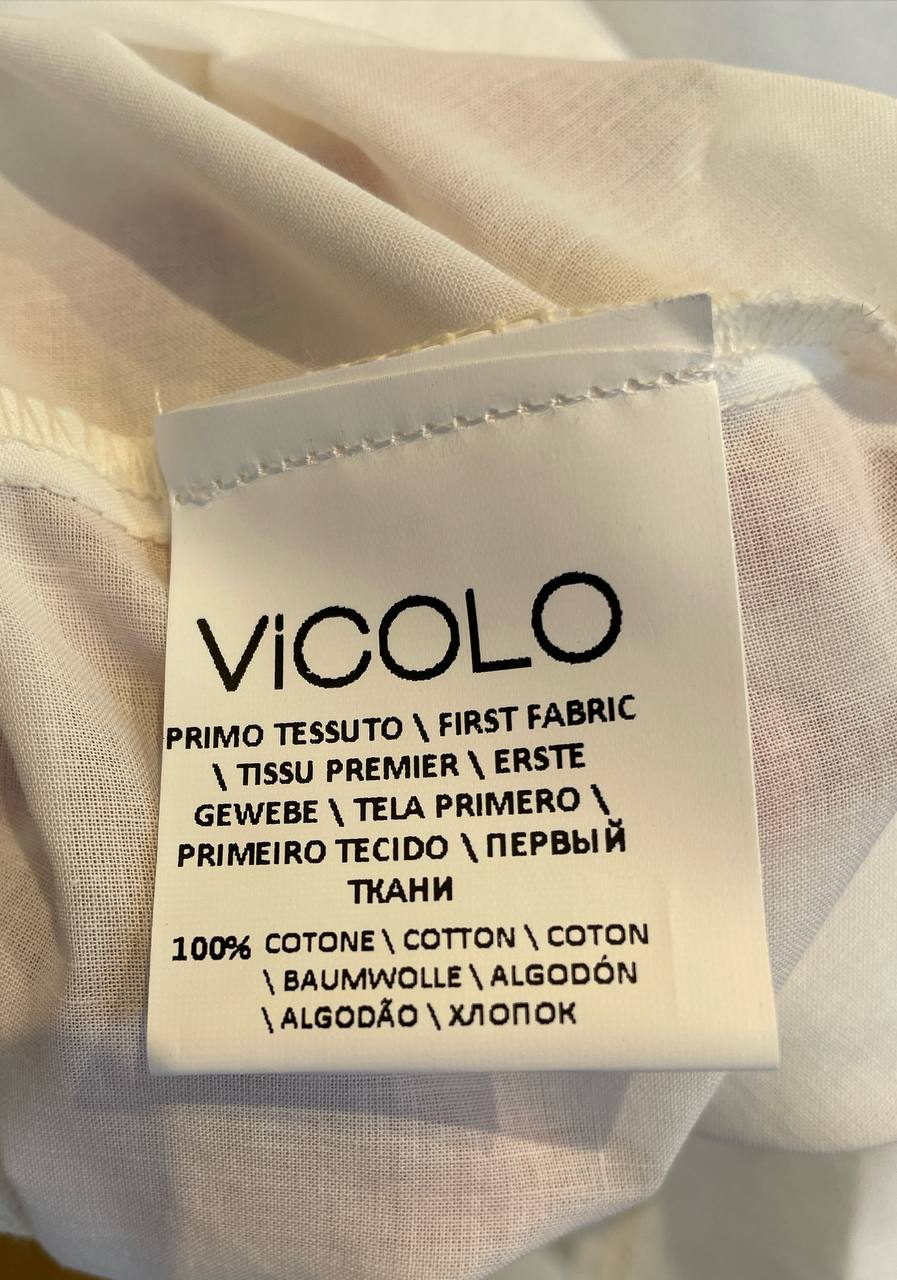 ViCOLO
PRIMO TESSUTO \ FIRST FABRIC
\ TISSU PREMIER \ ERSTE
GEWEBE \ TELA PRIMERO \
PRIMEIRO TECIDO \ ПЕРВЫЙ
ТКАНИ
100% COTONE \ COTTON \ COTON
\ BAUMWOLLE \ ALGODÓN
\ ALGODÃO \ ХЛОПОК